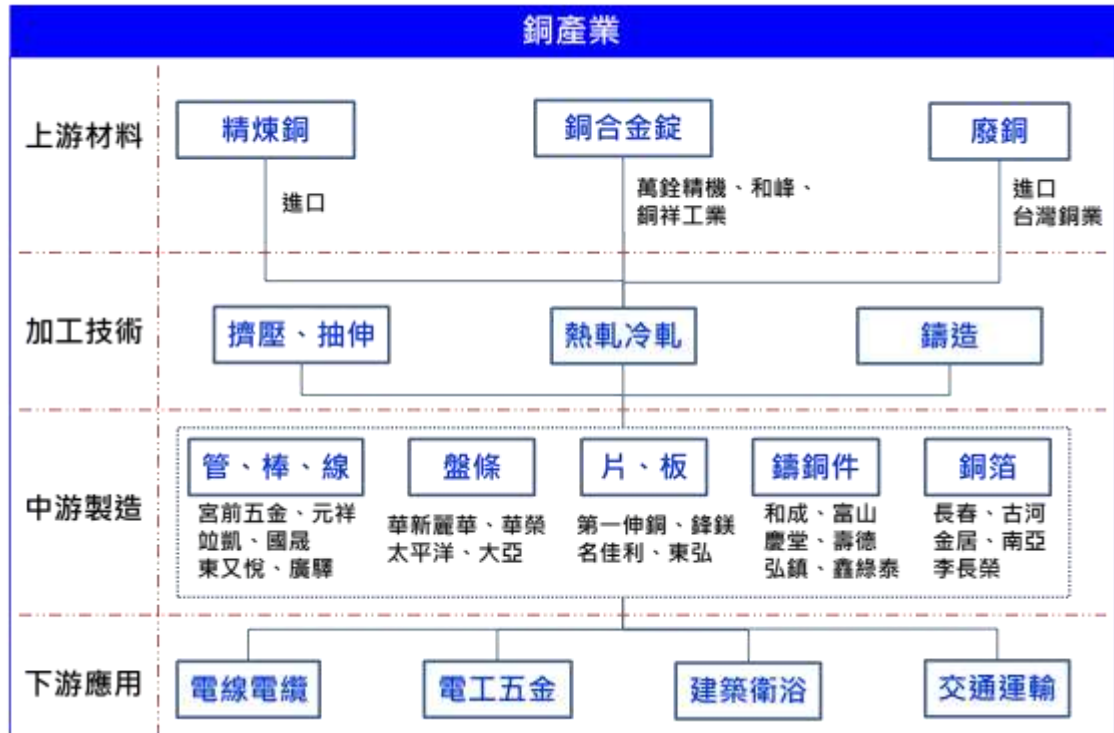 銅產業
上游材料
精煉銅
銅合金錠
廢銅
進口
萬銓精機、和峰、
銅祥工業
進口
台灣銅業
加工技術
擠壓、抽伸
熱軋冷軋
鑄造
中游製造
管、棒、線
盤條
片、板
鑄銅件
銅箔
宮前五金、元祥
竝凱、國晟
東又悅、廣驛
華新麗華、華榮
太平洋、大亞
第一伸銅、鋒鎂
名佳利、東弘
和成、富山
慶堂、壽德
弘鎮、鑫綠泰
長春、古河
金居、南亞
李長榮
下游應用
電線電纜
電工五金
建築衛浴
交通運輸